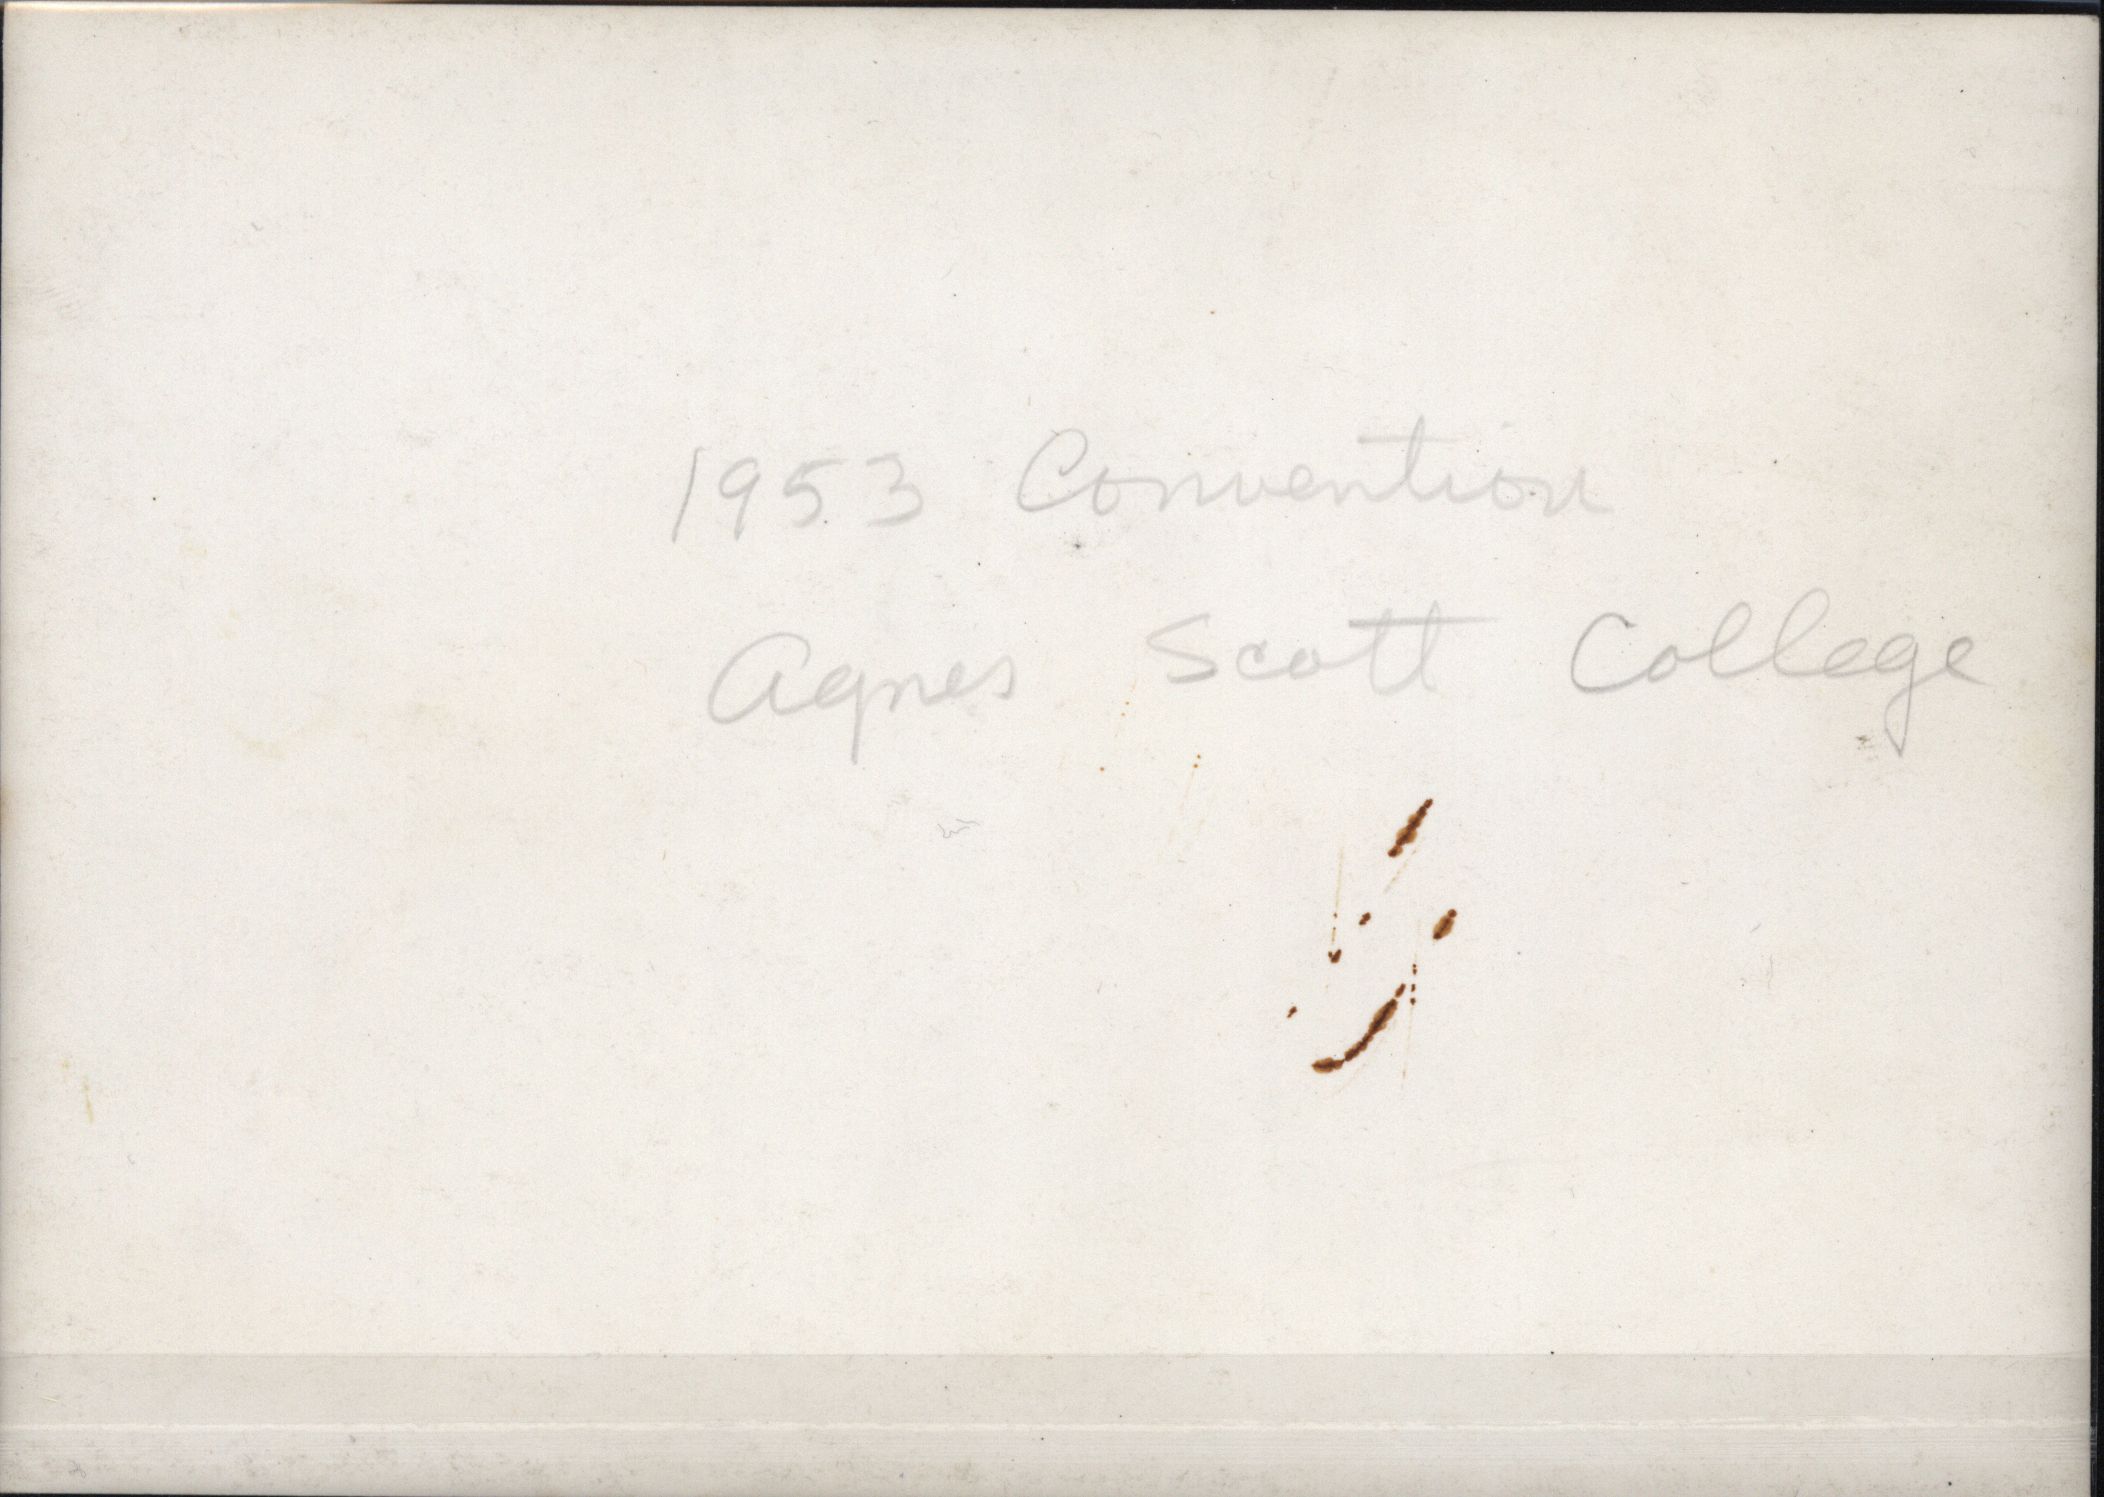 1953 Convention
Agnes Scott College